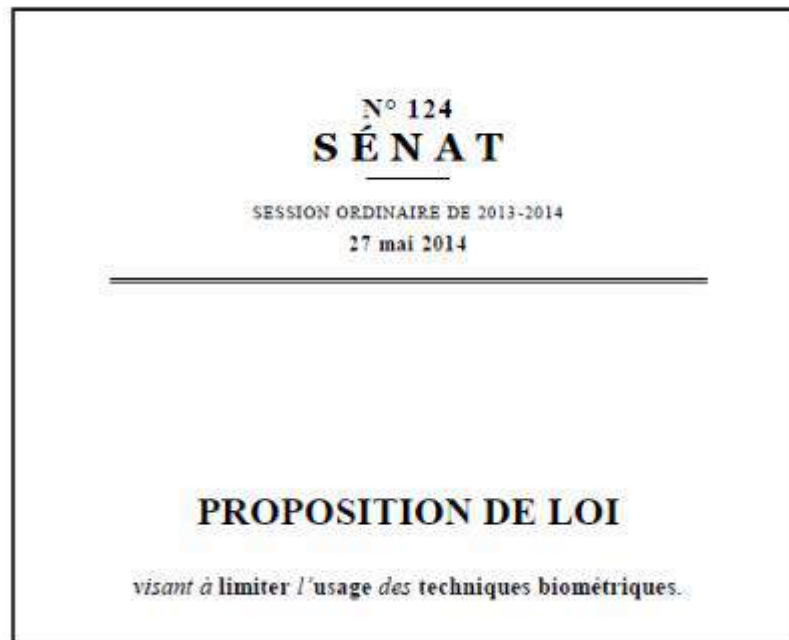 N° 124
SÉNAT
SESSION ORDINAIRE DE 2013-2014
27 mai 2014
PROPOSITION DE LOI
visant à limiter l'usage des techniques biométriques.